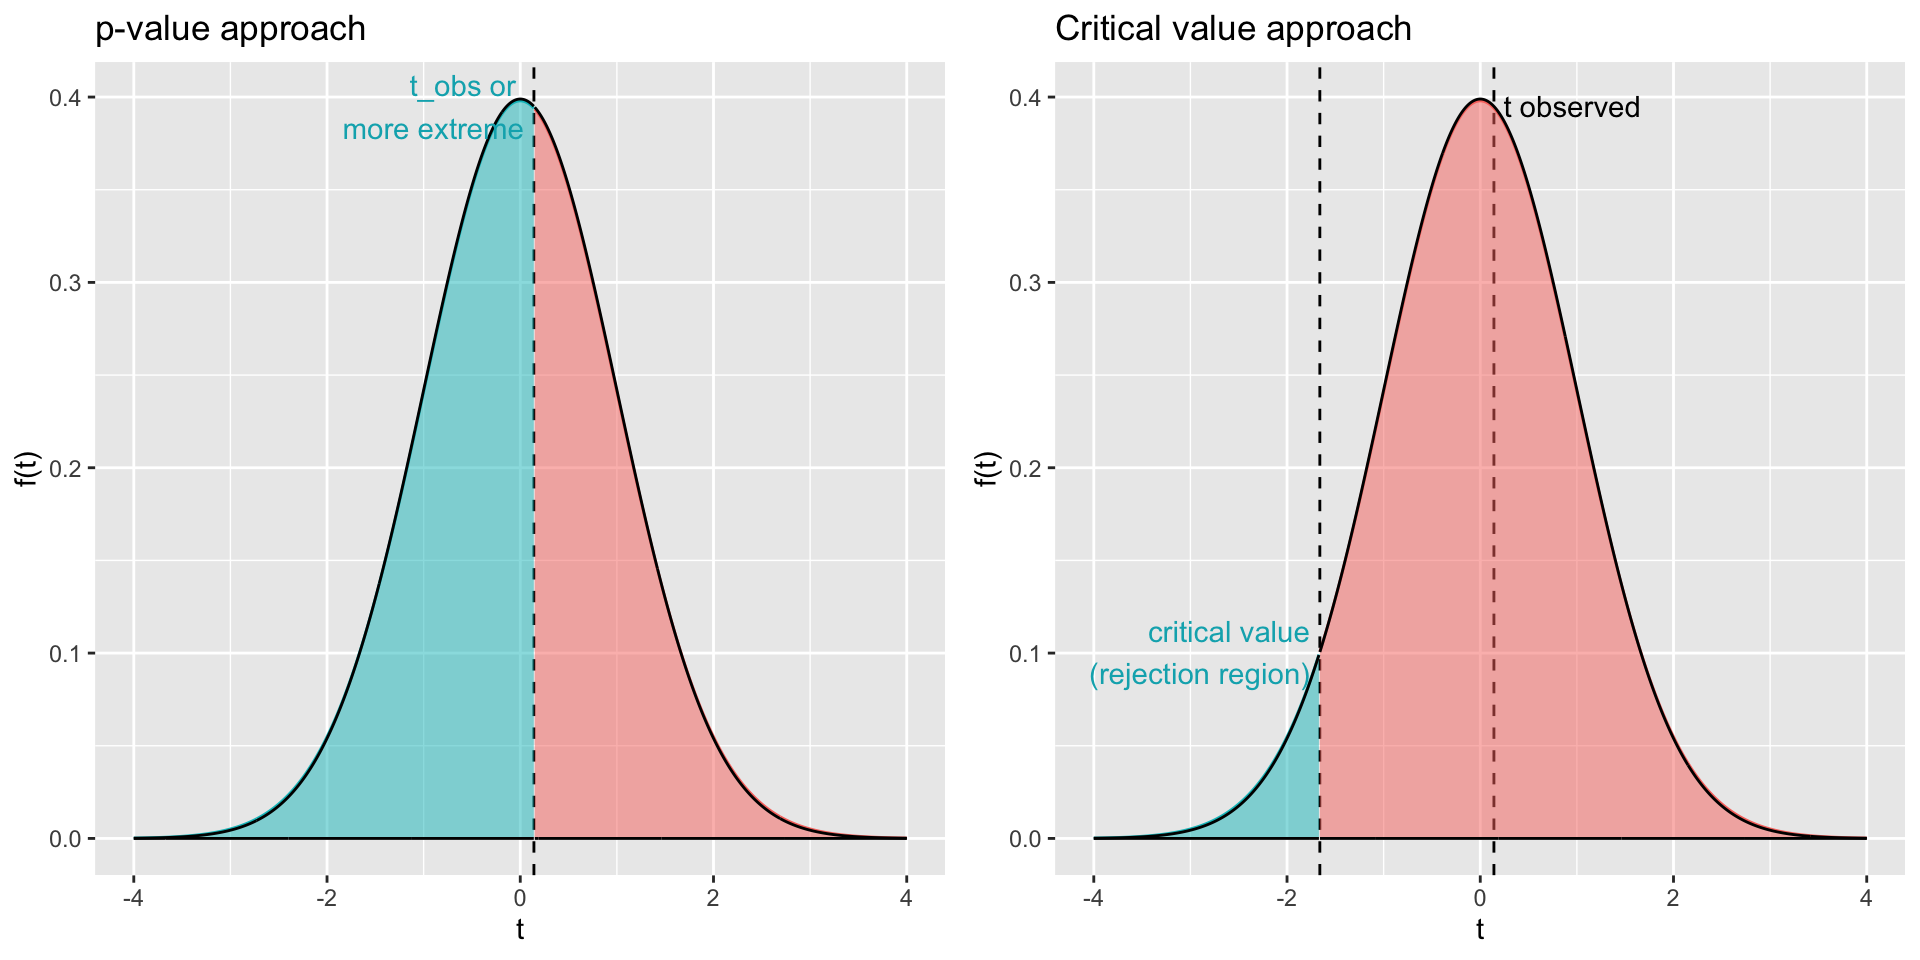 p-value approach
t_obs or
more extreme
0.4
0.3
0.2
0.1
0.0
f(t)
-4
-2
0
2
4
t
Critical value approach
t observed
critical value
(rejection region)
0.4
0.3
0.2
0.1
0.0
f(t)
-4
-2
0
2
4
t